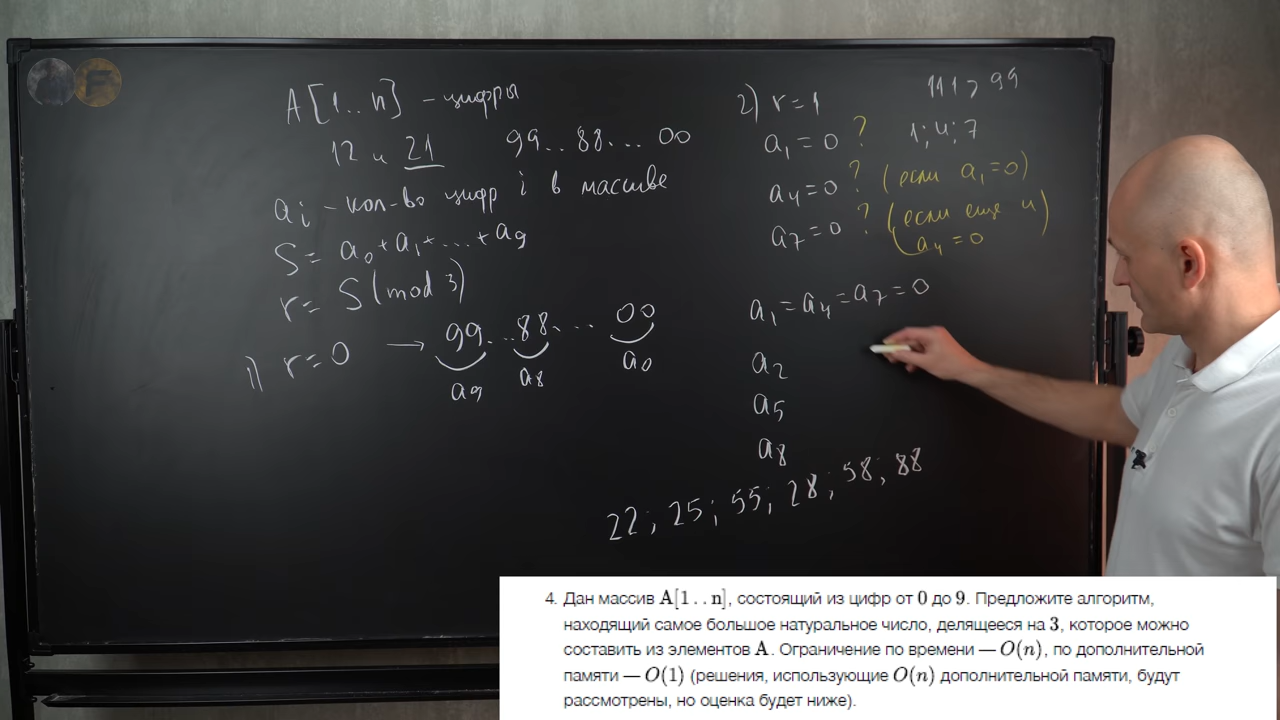 A[1..n] - цифры
12 и 21 99..88...00
ai - кол-во цифр i в массиве
S = a0 + a1 + ... + a9
r = S (mod 3)
1) r = 0 → 99...88...00
a9 a8 a0
2) r = 1
111 > 99
a1 = 0 ? 1; 4; 7
a4 = 0 ? (если a1 = 0)
a7 = 0 ? (если еще и a4 = 0)
a1 = a4 = a7 = 0
a2
a5
a8
22; 25; 55; 28; 58; 88
4. Дан массив A[1..n], состоящий из цифр от 0 до 9. Предложите алгоритм,
находящий самое большое натуральное число, делящееся на 3, которое можно
составить из элементов A. Ограничение по времени — O(n), по дополнительной
памяти — O(1) (решения, использующие O(n) дополнительной памяти, будут
рассмотрены, но оценка будет ниже).